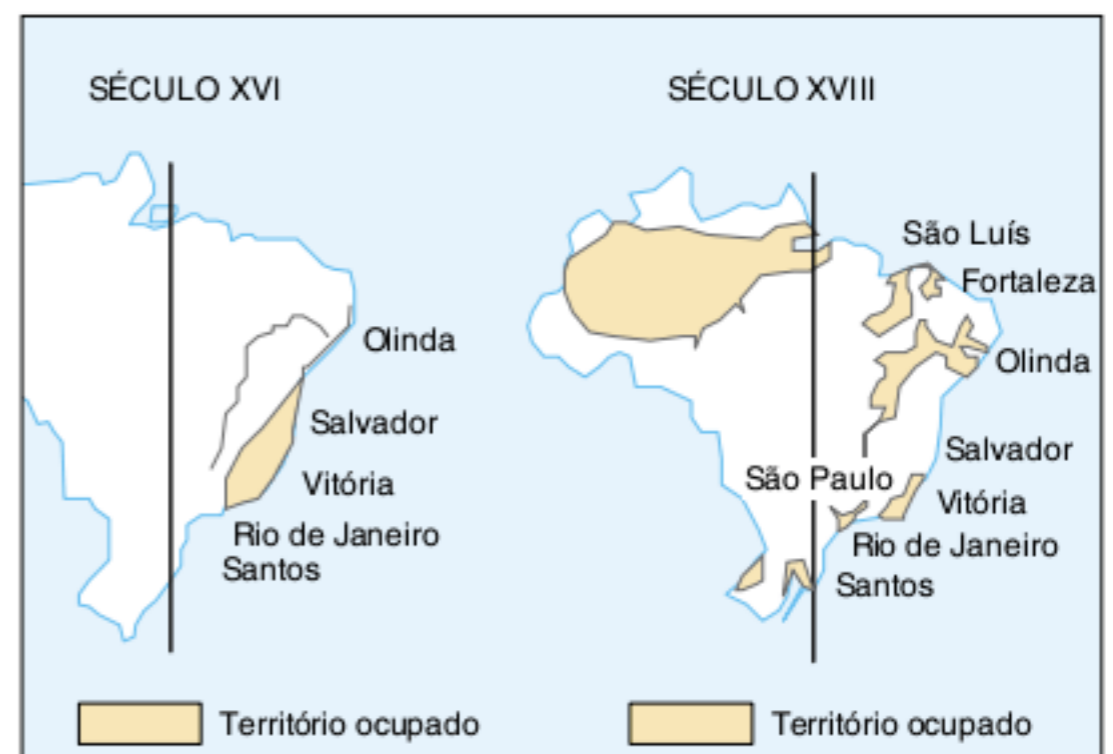 SÉCULO XVI
Olinda
Salvador
Vitória
Rio de Janeiro
Santos
Território ocupado
SÉCULO XVIII
São Luís
Fortaleza
Olinda
Salvador
São Paulo
Vitória
Rio de Janeiro
Santos
Território ocupado